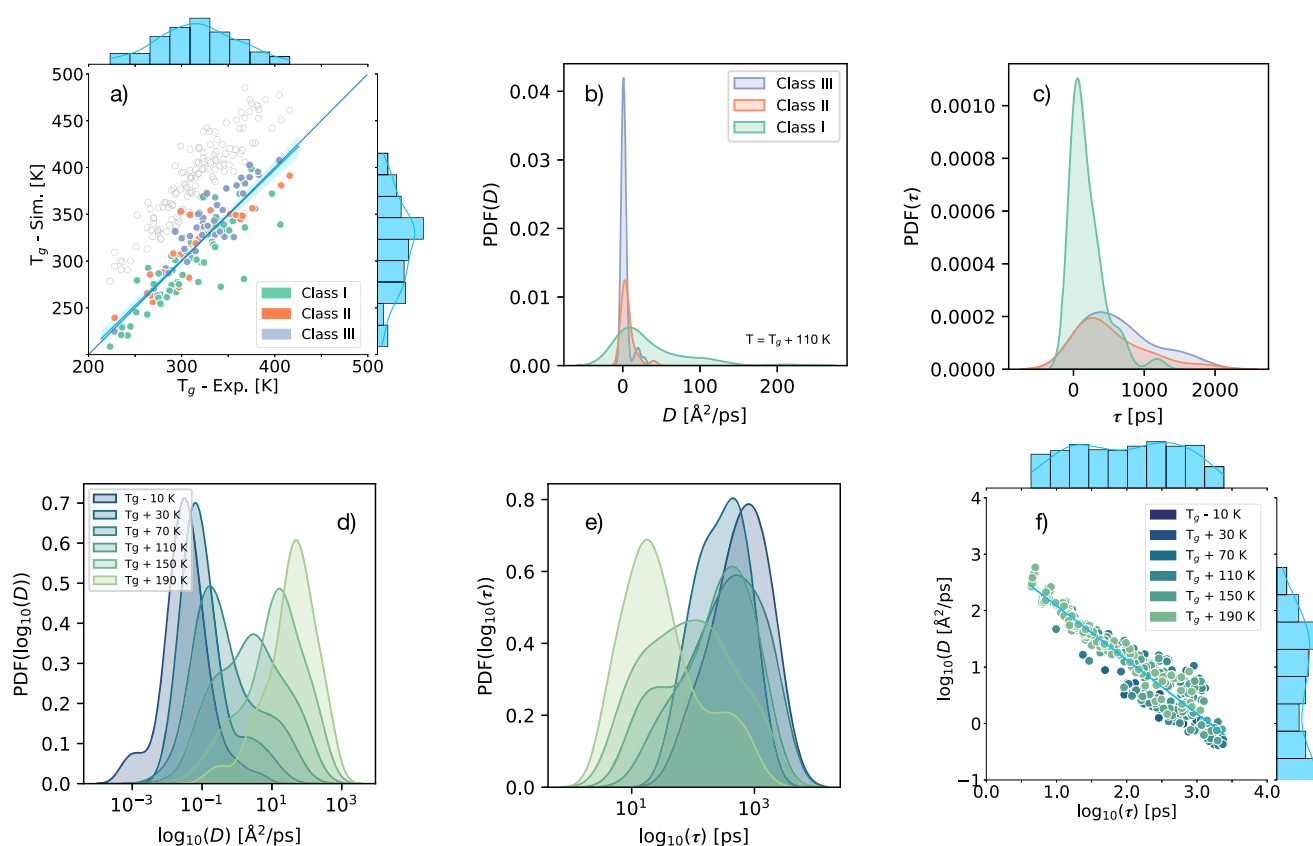 a)
500
450
400
350
300
250
200
300
400
500
T_g - Sim. [K]
T_g - Exp. [K]
Class I
Class II
Class III
b)
0.04
0.03
0.02
0.01
0.00
0
100
200
PDF(D)
D [Å²/ps]
Class III
Class II
Class I
T = T_g + 110 K
c)
0.0010
0.0008
0.0006
0.0004
0.0002
0.0000
0
1000
2000
PDF(τ)
τ [ps]
d)
0.7
0.6
0.5
0.4
0.3
0.2
0.1
0.0
10⁻³
10⁻¹
10¹
10³
PDF(log₁₀(D))
log₁₀(D) [Å²/ps]
Tg - 10 K
Tg + 30 K
Tg + 70 K
Tg + 110 K
Tg + 150 K
Tg + 190 K
e)
0.8
0.6
0.4
0.2
0.0
10¹
10³
PDF(log₁₀(τ))
log₁₀(τ) [ps]
f)
4
3
2
1
0
−1
0.0
1.0
2.0
3.0
4.0
log₁₀(D [Å²/ps]
log₁₀(τ) [ps]
T_g - 10 K
T_g + 30 K
T_g + 70 K
T_g + 110 K
T_g + 150 K
T_g + 190 K